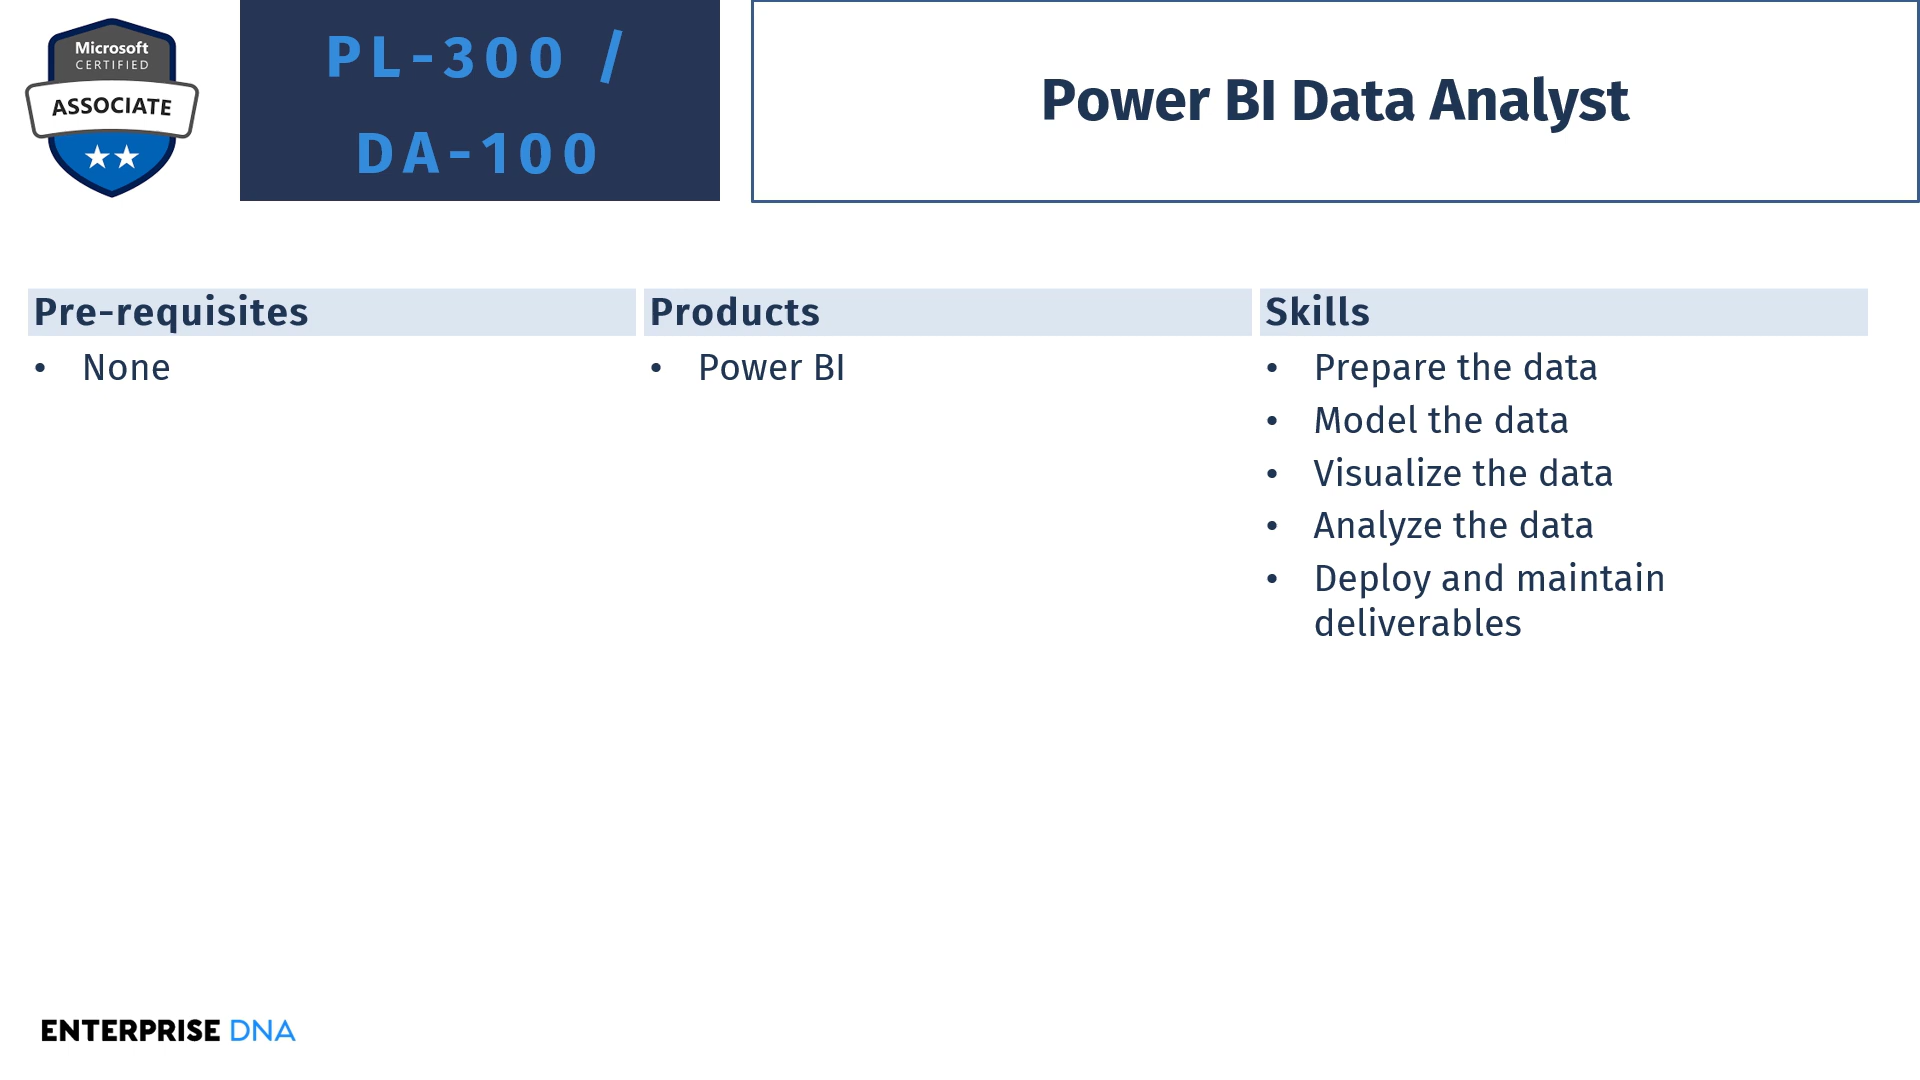 Microsoft
CERTIFIED
ASSOCIATE
PL-300 /
DA-100
Power BI Data Analyst
Pre-requisites
• None
Products
• Power BI
Skills
• Prepare the data
• Model the data
• Visualize the data
• Analyze the data
• Deploy and maintain
deliverables
ENTERPRISE DNA